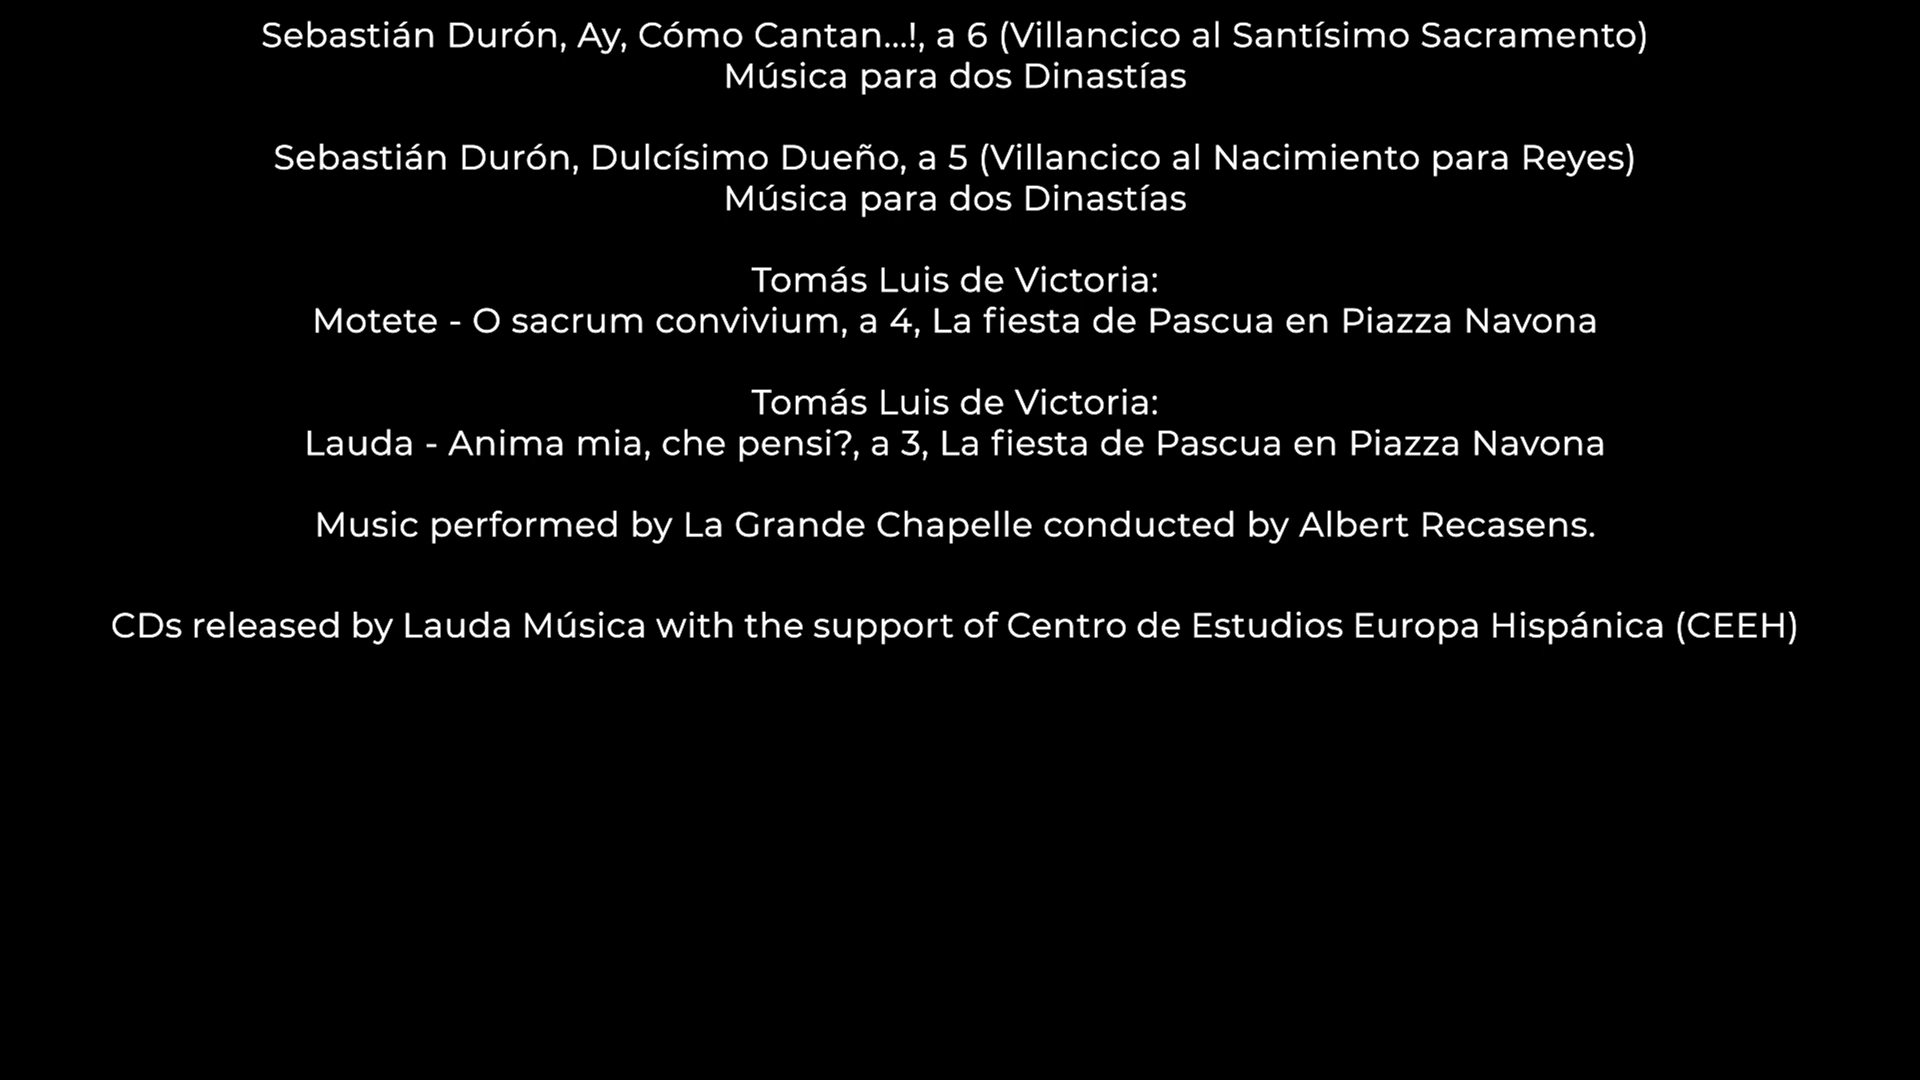 Sebastián Durón, Ay, Cómo Cantan...!, a 6 (Villancico al Santísimo Sacramento)
Música para dos Dinastías
Sebastián Durón, Dulcísimo Dueño, a 5 (Villancico al Nacimiento para Reyes)
Música para dos Dinastías
Tomás Luis de Victoria:
Motete - O sacrum convivium, a 4, La fiesta de Pascua en Piazza Navona
Tomás Luis de Victoria:
Lauda - Anima mia, che pensi?, a 3, La fiesta de Pascua en Piazza Navona
Music performed by La Grande Chapelle conducted by Albert Recasens.
CDs released by Lauda Música with the support of Centro de Estudios Europa Hispánica (CEEH)